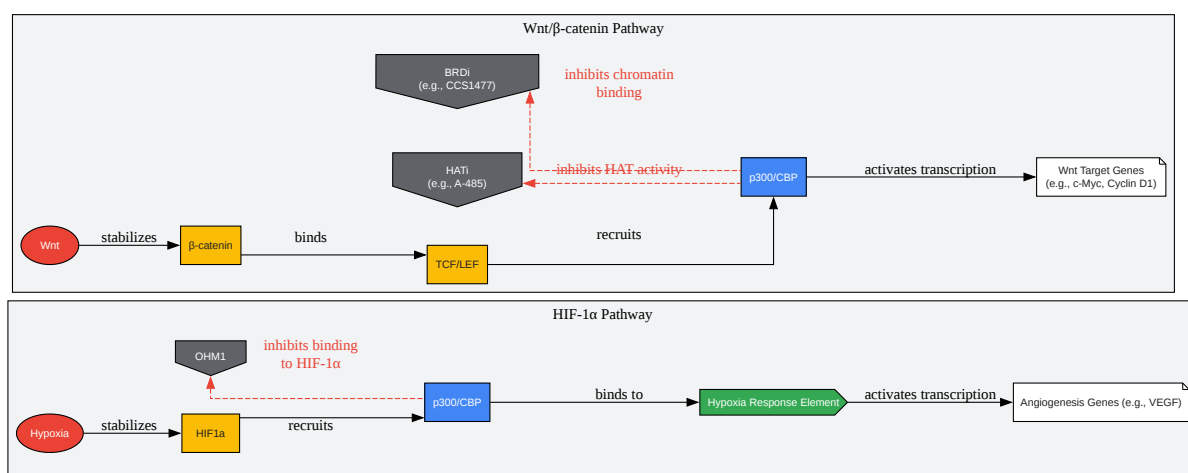 Wnt/β-catenin Pathway
BRDi
(e.g., CCS1477)
inhibits chromatin
binding
HATi
(e.g., A-485)
inhibits HAT activity
p300/CBP
activates transcription
Wnt Target Genes
(e.g., c-Myc, Cyclin D1)
Wnt
stabilizes
β-catenin
binds
TCF/LEF
recruits
HIF-1α Pathway
OHM1
inhibits binding
to HIF-1α
Hypoxia
stabilizes
HIF1a
recruits
p300/CBP
binds to
Hypoxia Response Element
activates transcription
Angiogenesis Genes (e.g., VEGF)